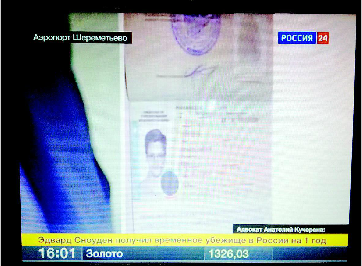 Аэропорт Шереметьево
РОССИЯ 24
Адвокат Анатолий Кучерена:
Эдвард Сноуден получил временное убежище в России на 1 год
16:01 Золото 1326,03